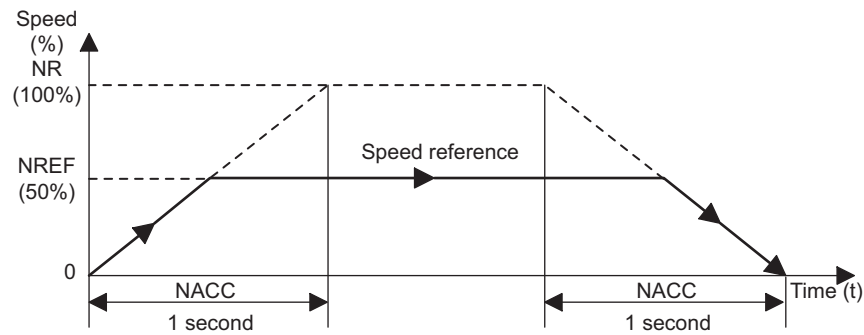 Speed
(%)
NR
(100%)
NREF
(50%)
Speed reference
0
NACC
1 second
NACC
1 second
Time (t)